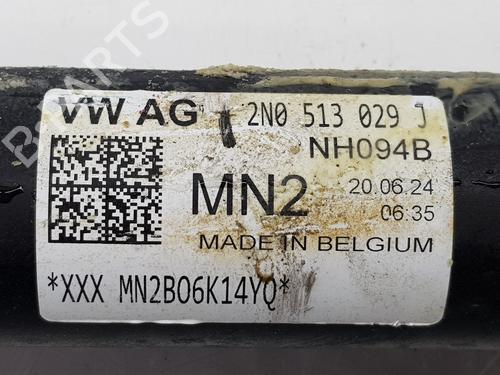 VW AG 2N0 513 029 J
NH094B
MN2 20.06.24
06:35
MADE IN BELGIUM
*XXX MN2B06K14YQ*